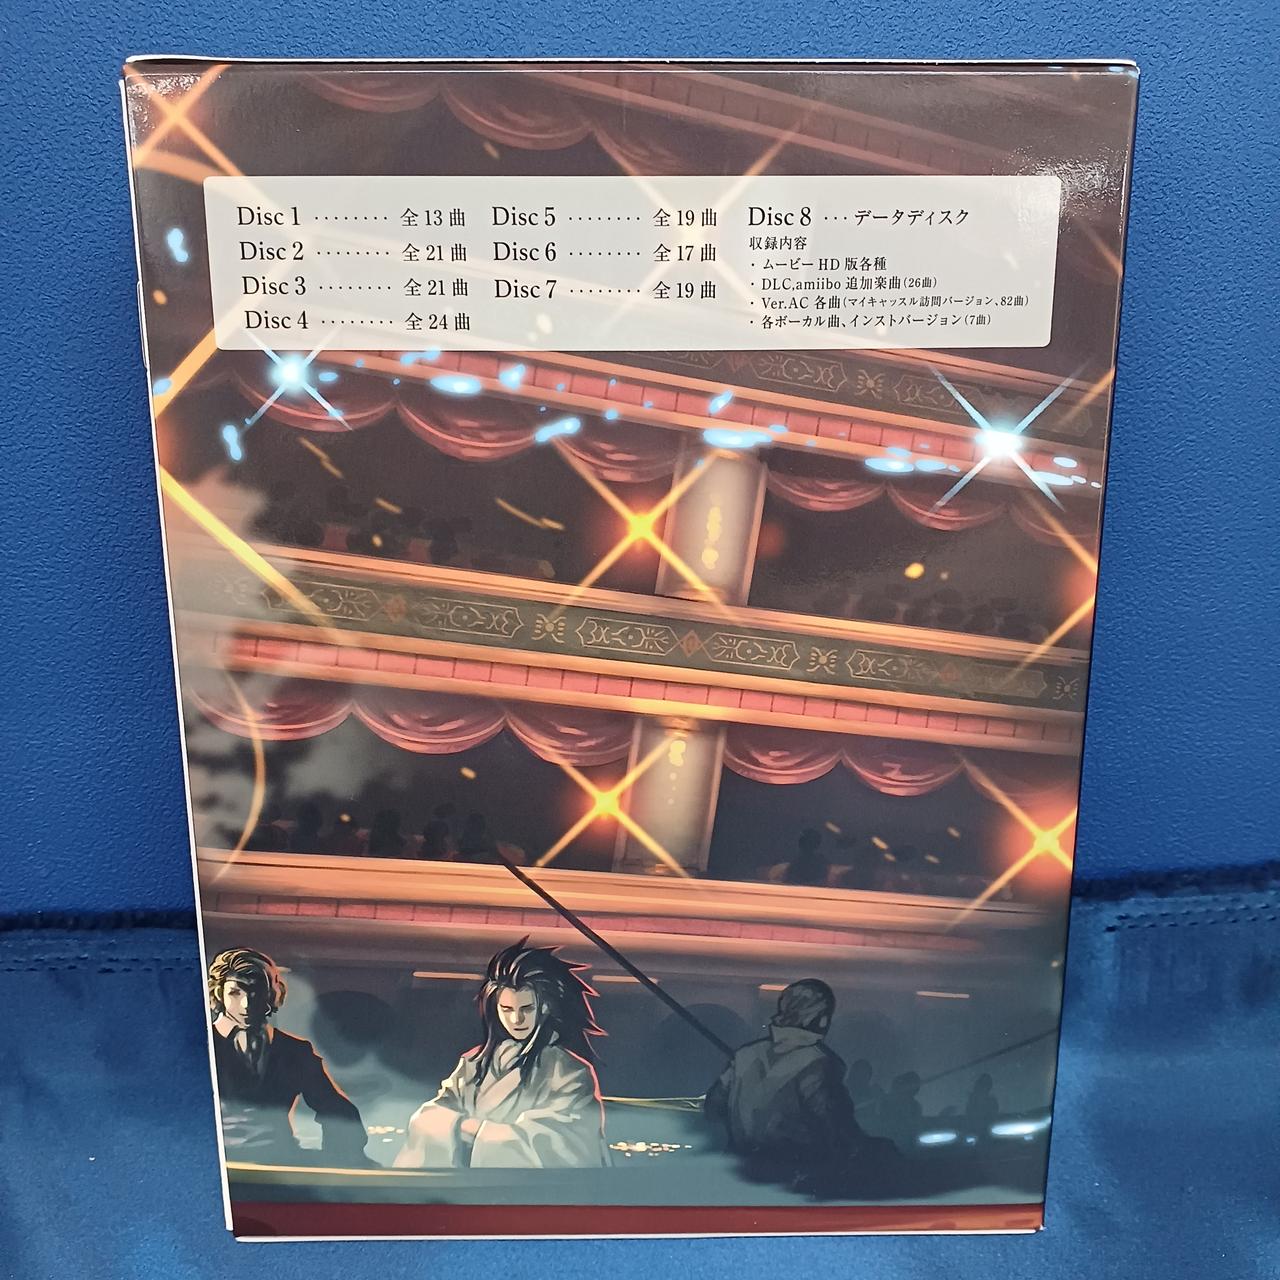 Disc 1 ········ 全 13 曲
Disc 2 ········ 全 21 曲
Disc 3 ········ 全 21 曲
Disc 4 ········ 全 24 曲
Disc 5 ········ 全 19 曲
Disc 6 ········ 全 17 曲
Disc 7 ········ 全 19 曲
Disc 8 ··· データディスク
収録内容
・ムービー HD 版各種
・DLC,amiibo 追加楽曲(26曲)
・Ver.AC 各曲(マイキャッスル訪問バージョン、82曲)
・各ボーカル曲、インストバージョン(7曲)